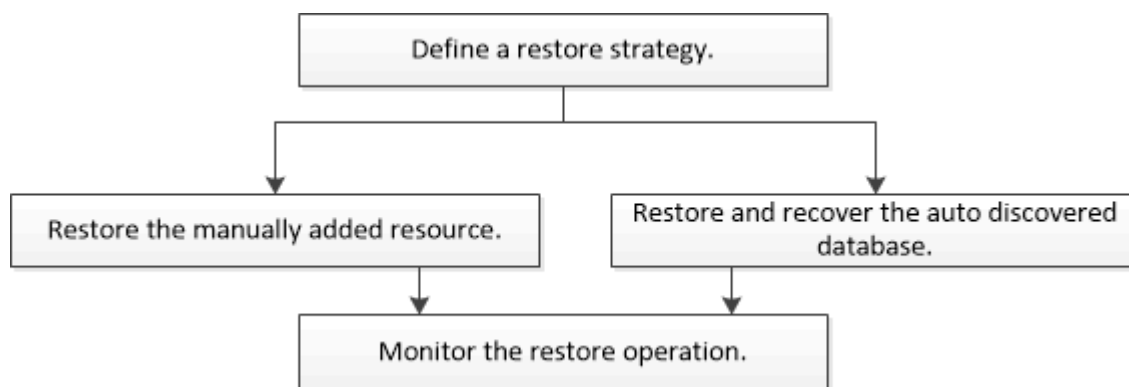 Define a restore strategy.
Restore the manually added resource.
Restore and recover the auto discovered
database.
Monitor the restore operation.